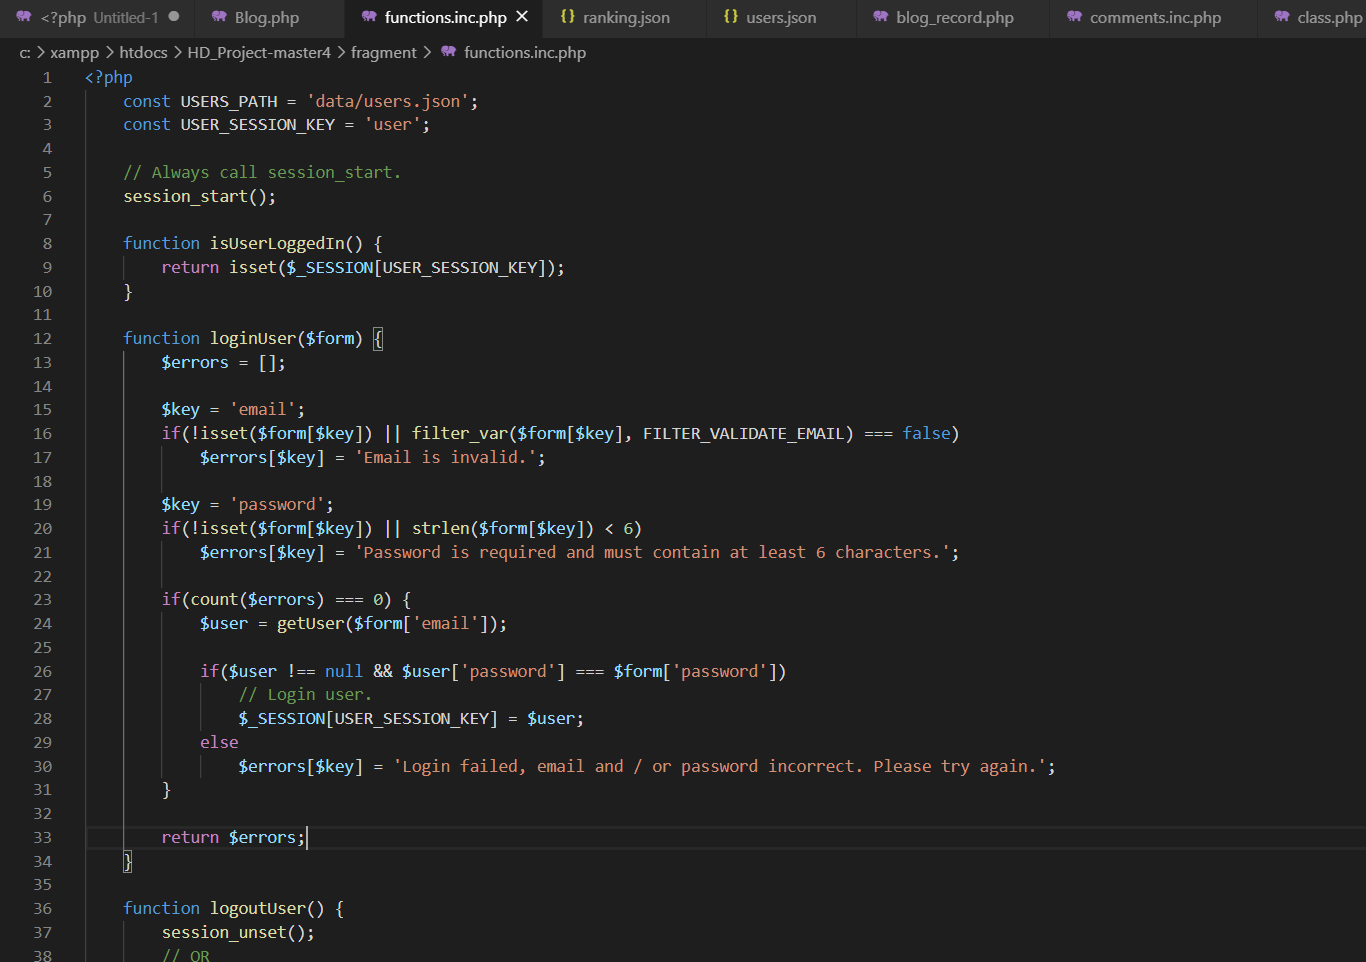 <?php Untitled-1 Blog.php functions.inc.php ranking.json users.json blog_record.php comments.inc.php class.php
c: > xampp > htdocs > HD_Project-master4 > fragment > functions.inc.php
1 <?php
2 const USERS_PATH = 'data/users.json';
3 const USER_SESSION_KEY = 'user';
4
5 // Always call session_start.
6 session_start();
7
8 function isUserLoggedIn() {
9 return isset($_SESSION[USER_SESSION_KEY]);
10 }
11
12 function loginUser($form) {
13 $errors = [];
14
15 $key = 'email';
16 if(!isset($form[$key]) || filter_var($form[$key], FILTER_VALIDATE_EMAIL) === false)
17 $errors[$key] = 'Email is invalid.';
18
19 $key = 'password';
20 if(!isset($form[$key]) || strlen($form[$key]) < 6)
21 $errors[$key] = 'Password is required and must contain at least 6 characters.';
22
23 if(count($errors) === 0) {
24 $user = getUser($form['email']);
25
26 if($user !== null && $user['password'] === $form['password'])
27 // Login user.
28 $_SESSION[USER_SESSION_KEY] = $user;
29 else
30 $errors[$key] = 'Login failed, email and / or password incorrect. Please try again.';
31 }
32
33 return $errors;
34 }
35
36 function logoutUser() {
37 session_unset();
38 // OR